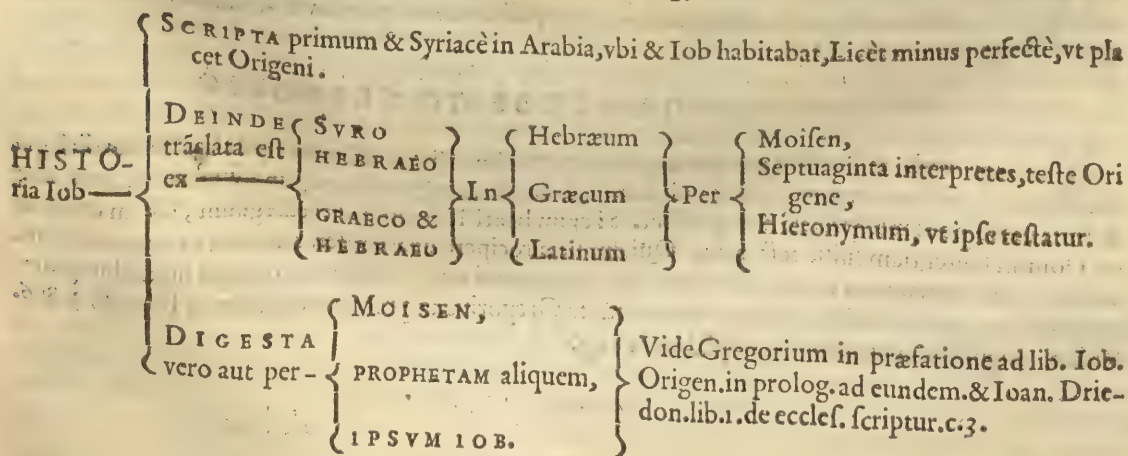 SCRIPTA primum & Syriacè in Arabia, vbi & Iob habitabat, Licèt minus perfectè, vt pla
cet Origeni.
HISTO-
ria Iob
DEINDE
trāslata est
ex
SVRO
HEBRAEO
GRAECO &
HEBRAEO
In
Hebræum
Græcum
Latinum
Per
Moisen,
Septuaginta interpretes, teste Ori
gene,
Hieronymum, vt ipse testatur.
DIGESTA
vero aut per-
MOISEN,
PROPHETAM aliquem,
IPSVM IOB.
Vide Gregorium in præfatione ad lib. Iob.
Origen. in prolog. ad eundem. & Ioan. Drie-
don. lib. 1. de eccles. scriptur. c. 3.